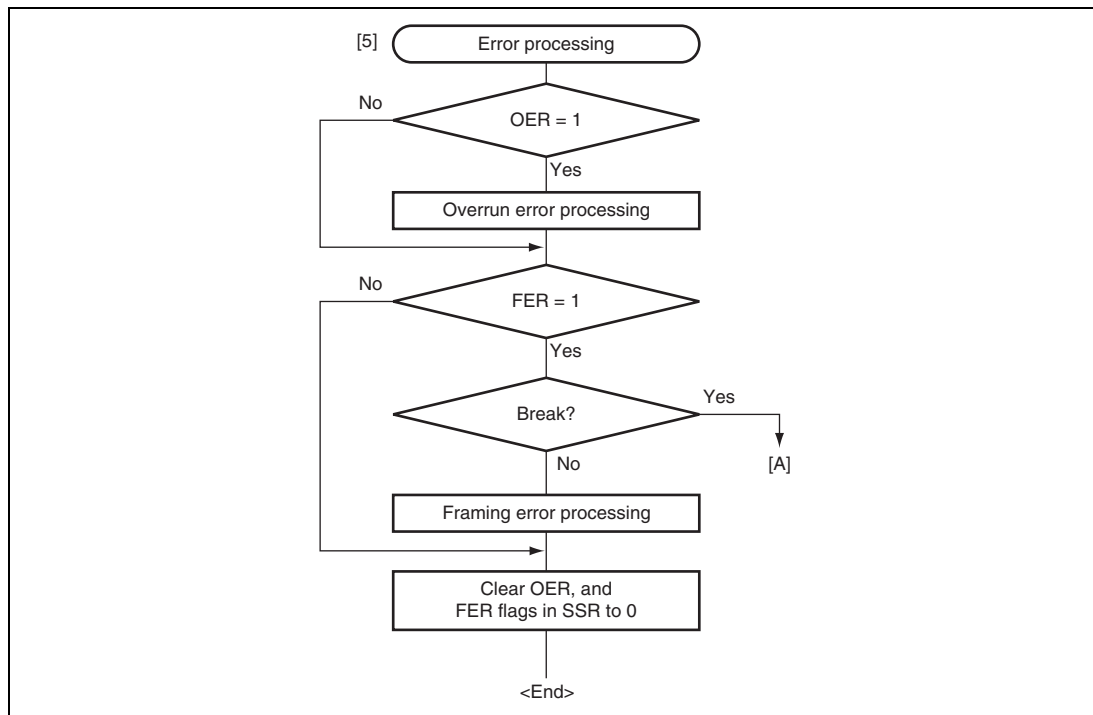 [5]
Error processing
No
OER = 1
Yes
Overrun error processing
No
FER = 1
Yes
Break?
Yes
[A]
No
Framing error processing
Clear OER, and
FER flags in SSR to 0
<End>